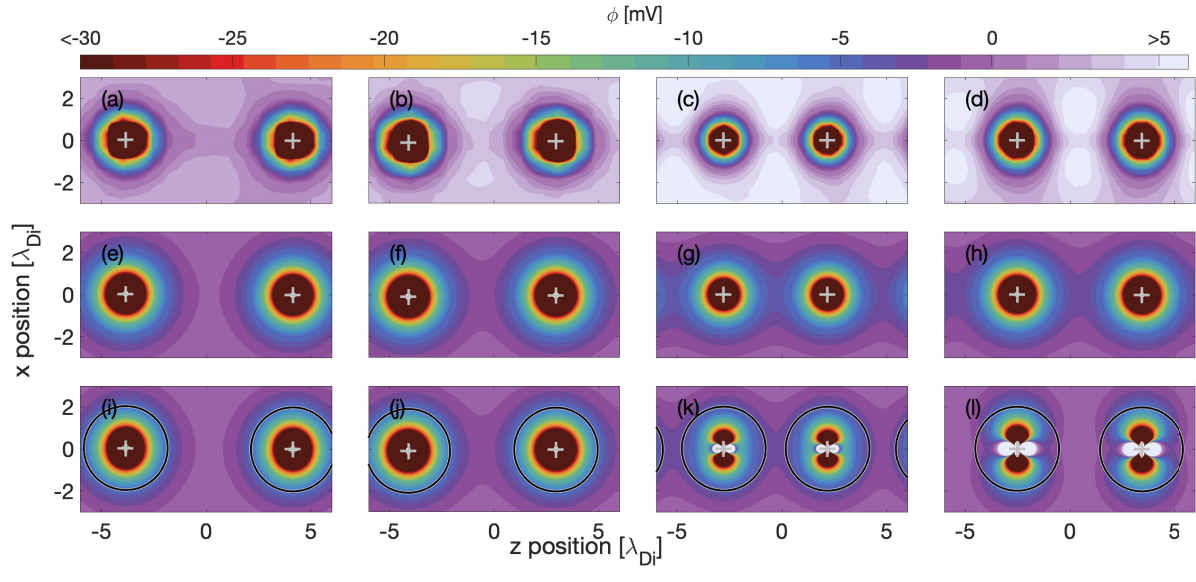 ϕ [mV]
<-30 -25 -20 -15 -10 -5 0 >5
(a) (b) (c) (d)
2
0
-2
(e) (f) (g) (h)
2
0
-2
(i) (j) (k) (l)
2
0
-2
-5 0 5 -5 0 5 -5 0 5 -5 0 5
x position [λDi]
z position [λDi]